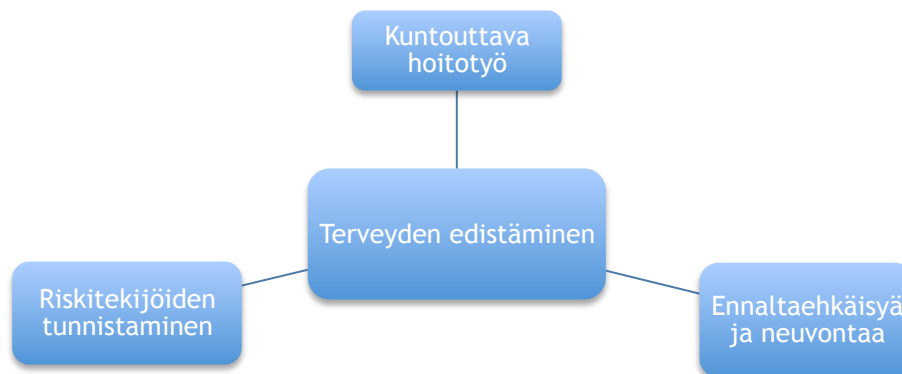 Kuntouttava
hoitotyö
Terveyden edistäminen
Riskitekijöiden
tunnistaminen
Ennaltaehkäisyä
ja neuvontaa